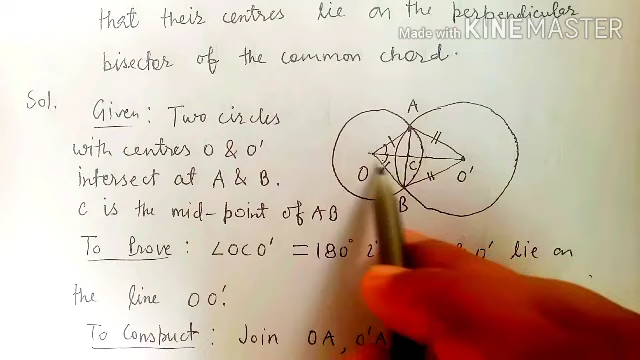 that their centres lie on the perpendicular
Made with KINEMASTER
bisector of the common chord.
Sol. Given: Two circles
with centres O & O'
intersect at A & B.
C is the mid-point of AB
A
C
O
O'
B
To Prove: ∠OCO' = 180° & O' lie on
the line OO'.
To Construct: Join OA, O'A